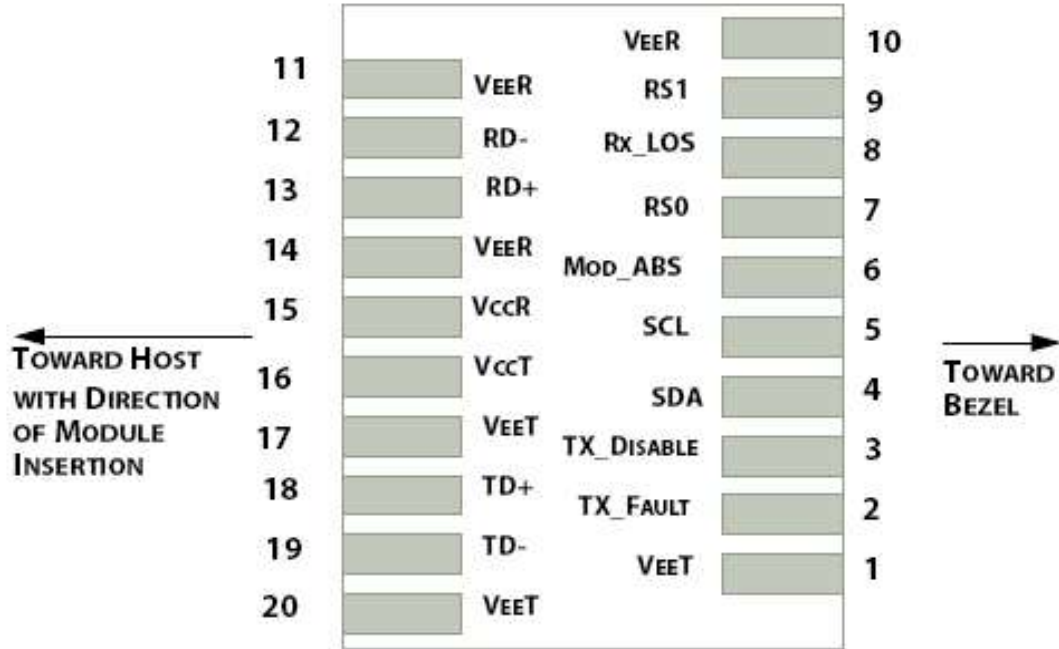 VEER 10
11 VEER
RS1 9
12 RD-
RX_LOS 8
13 RD+
RS0 7
14 VEER
MOD_ABS 6
15 VCCR
SCL 5
TOWARD HOST
WITH DIRECTION
OF MODULE
INSERTION
16 VCCT
SDA 4
TOWARD
BEZEL
17 VEET
TX_DISABLE 3
18 TD+
TX_FAULT 2
19 TD-
VEET 1
20 VEET